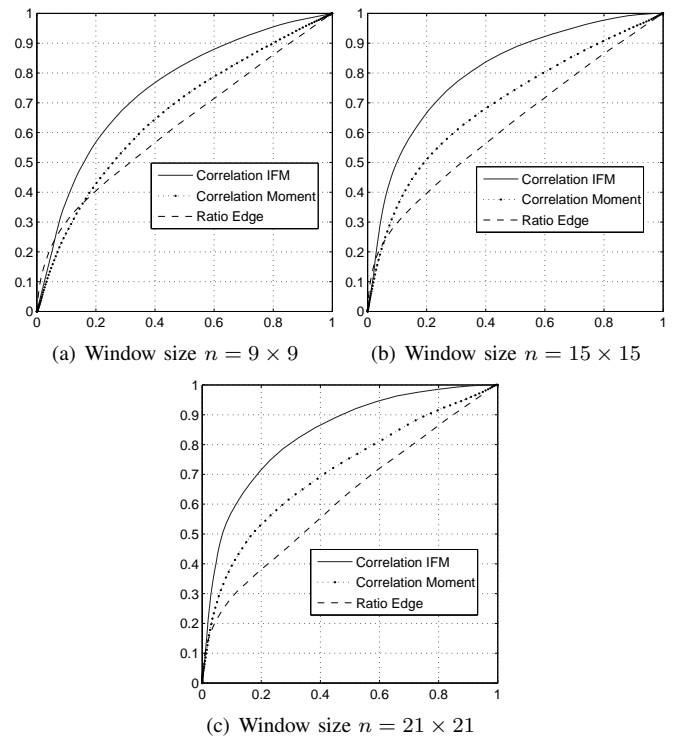 1
0.9
0.8
0.7
0.6
0.5
0.4
0.3
0.2
0.1
0
0 0.2 0.4 0.6 0.8 1
Correlation IFM
Correlation Moment
Ratio Edge
(a) Window size n = 9 × 9
1
0.9
0.8
0.7
0.6
0.5
0.4
0.3
0.2
0.1
0
0 0.2 0.4 0.6 0.8 1
Correlation IFM
Correlation Moment
Ratio Edge
(b) Window size n = 15 × 15
1
0.9
0.8
0.7
0.6
0.5
0.4
0.3
0.2
0.1
0
0 0.2 0.4 0.6 0.8 1
Correlation IFM
Correlation Moment
Ratio Edge
(c) Window size n = 21 × 21